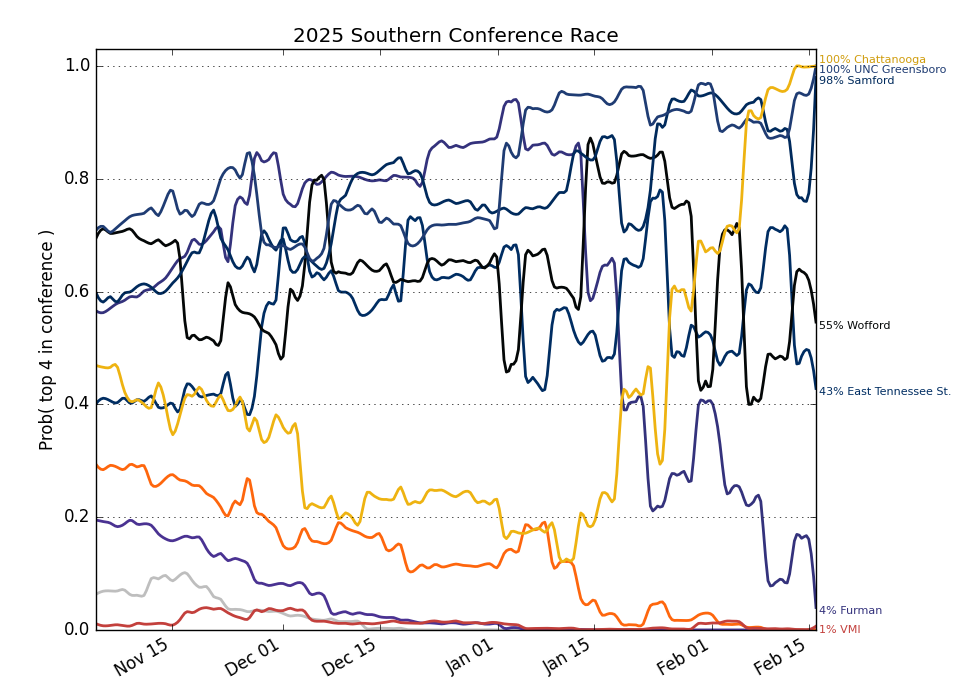 2025 Southern Conference Race
Prob( top 4 in conference )
1.0
0.8
0.6
0.4
0.2
0.0
Nov 15
Dec 01
Dec 15
Jan 01
Jan 15
Feb 01
Feb 15
100% Chattanooga
100% UNC Greensboro
98% Samford
55% Wofford
43% East Tennessee St.
4% Furman
1% VMI